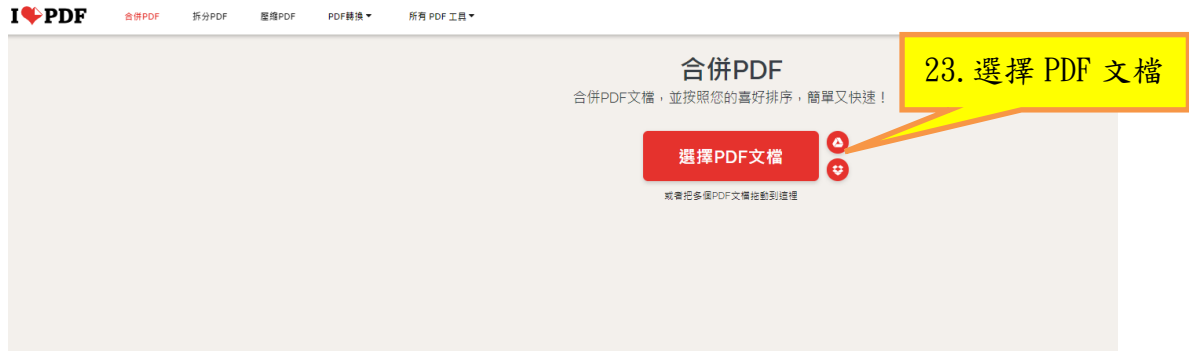 I PDF 合併PDF 拆分PDF 壓縮PDF PDF轉換 所有 PDF 工具
合併PDF
23.選擇 PDF 文檔
合併PDF文檔，並按照您的喜好排序，簡單又快速！
選擇PDF文檔
或者把多個PDF文檔拖動到這裡